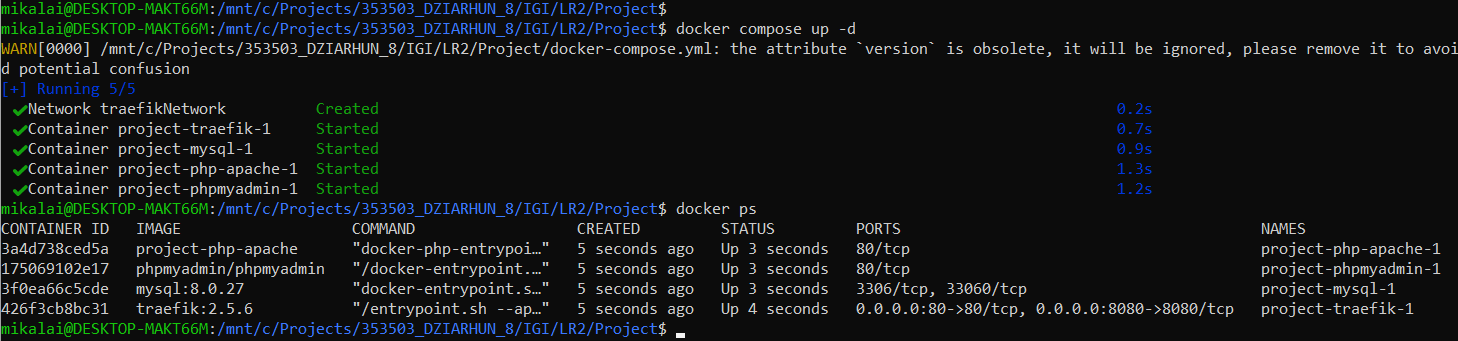 mikalai@DESKTOP-MAKT66M:/mnt/c/Projects/353503_DZIARHUN_8/IGI/LR2/Project$
mikalai@DESKTOP-MAKT66M:/mnt/c/Projects/353503_DZIARHUN_8/IGI/LR2/Project$ docker compose up -d
WARN[0000] /mnt/c/Projects/353503_DZIARHUN_8/IGI/LR2/Project/docker-compose.yml: the attribute `version` is obsolete, it will be ignored, please remove it to avoi
d potential confusion
[+] Running 5/5
✔Network traefikNetwork Created 0.2s
✔Container project-traefik-1 Started 0.7s
✔Container project-mysql-1 Started 0.9s
✔Container project-php-apache-1 Started 1.3s
✔Container project-phpmyadmin-1 Started 1.2s
mikalai@DESKTOP-MAKT66M:/mnt/c/Projects/353503_DZIARHUN_8/IGI/LR2/Project$ docker ps
CONTAINER ID IMAGE COMMAND CREATED STATUS PORTS NAMES
3a4d738ced5a project-php-apache "docker-php-entrypoi…" 5 seconds ago Up 3 seconds 80/tcp project-php-apache-1
175069102e17 phpmyadmin/phpmyadmin "/docker-entrypoint.…" 5 seconds ago Up 3 seconds 80/tcp project-phpmyadmin-1
3f0ea66c5cde mysql:8.0.27 "docker-entrypoint.s…" 5 seconds ago Up 3 seconds 3306/tcp, 33060/tcp project-mysql-1
426f3cb8bc31 traefik:2.5.6 "/entrypoint.sh --ap…" 5 seconds ago Up 4 seconds 0.0.0.0:80->80/tcp, 0.0.0.0:8080->8080/tcp project-traefik-1
mikalai@DESKTOP-MAKT66M:/mnt/c/Projects/353503_DZIARHUN_8/IGI/LR2/Project$